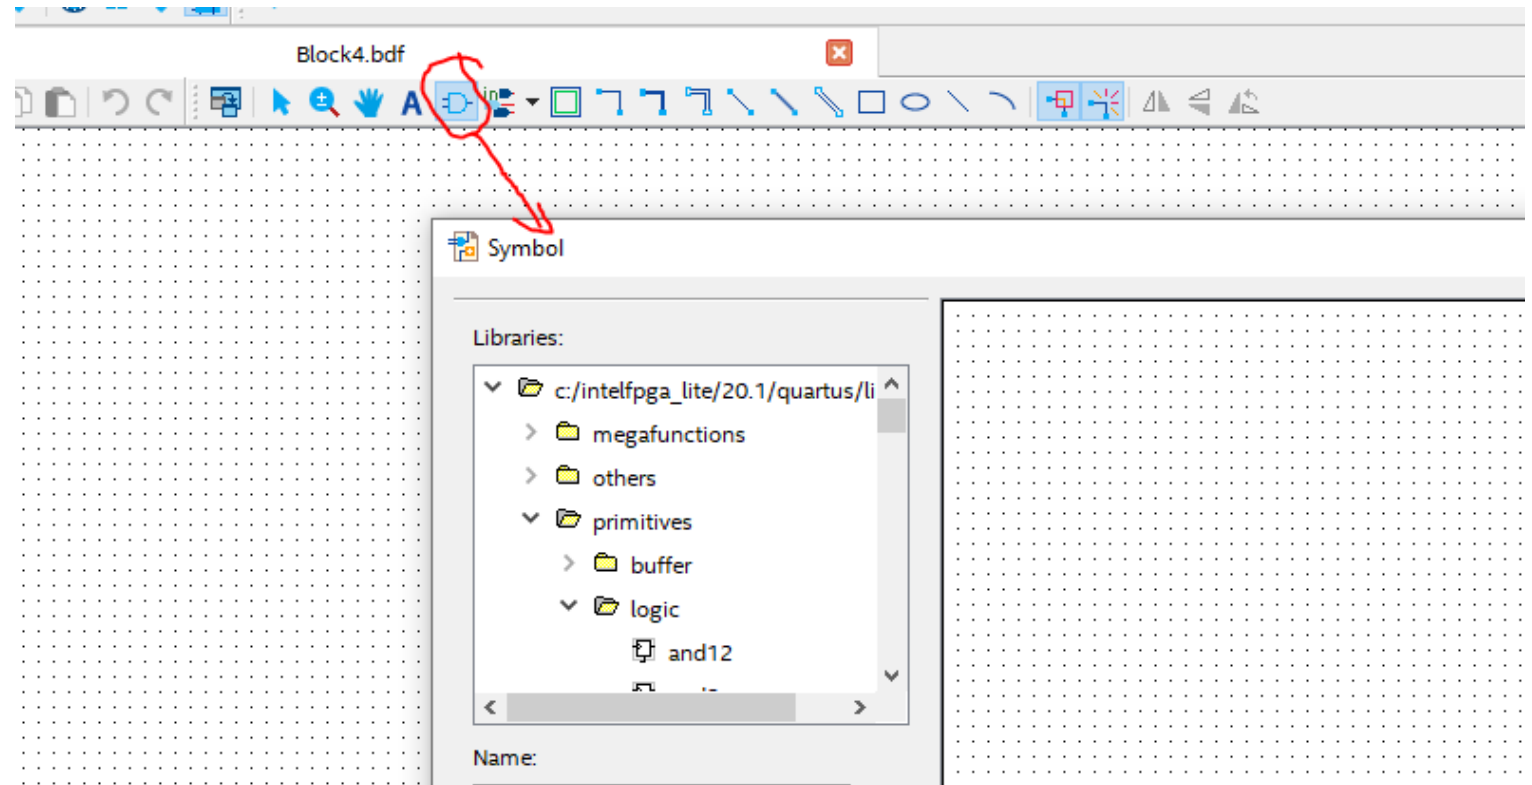 Block4.bdf
A
Symbol
Libraries:
c:/intelfpga_lite/20.1/quartus/li
megafunctions
others
primitives
buffer
logic
and12
Name: